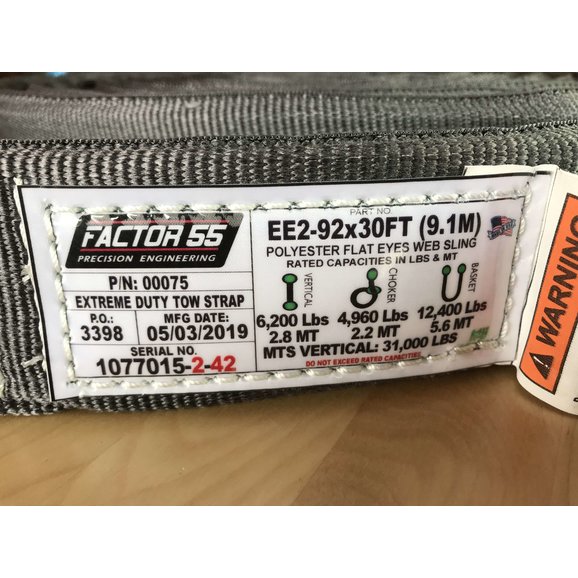 FACTOR 55
PRECISION ENGINEERING
P/N: 00075
EXTREME DUTY TOW STRAP
P.O.: MFG DATE:
3398 05/03/2019
SERIAL NO.
1077015-2-42
PART NO.
EE2-92x30FT (9.1M)
POLYESTER FLAT EYES WEB SLING
RATED CAPACITIES IN LBS & MT
VERTICAL CHOKER BASKET
6,200 Lbs 4,960 Lbs 12,400 Lbs
2.8 MT 2.2 MT 5.6 MT
MTS VERTICAL: 31,000 LBS
DO NOT EXCEED RATED CAPACITIES
WARNING